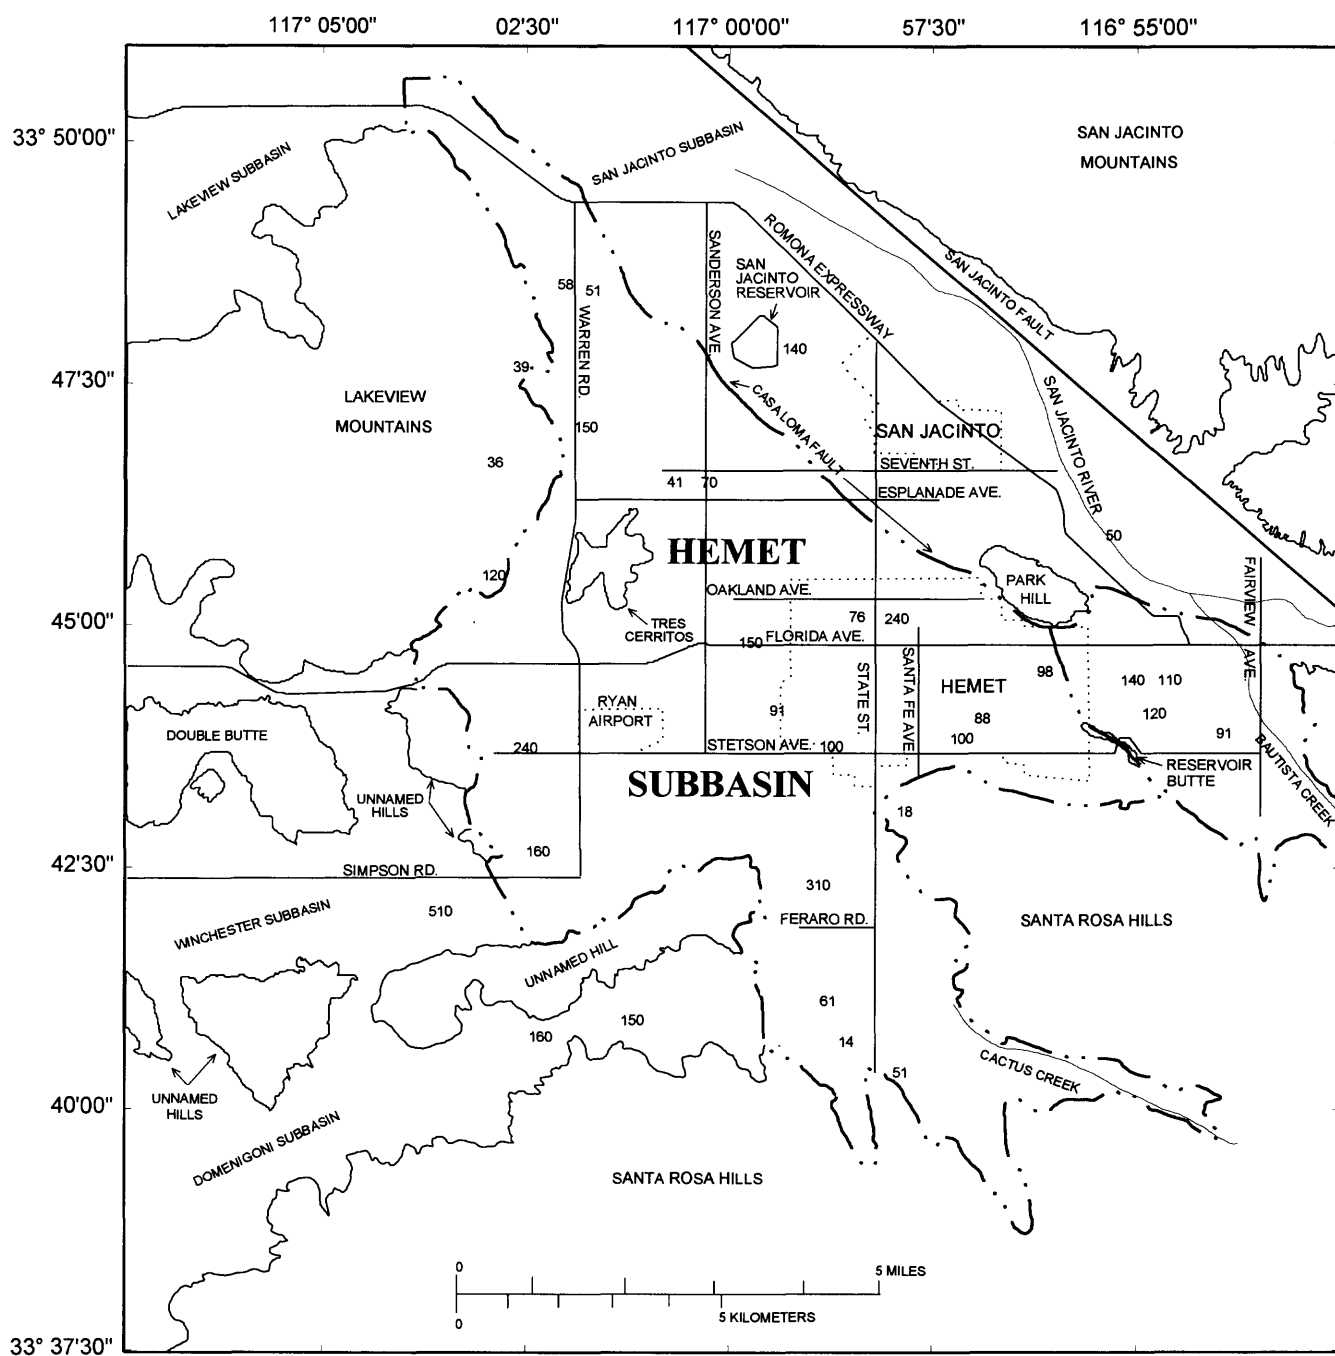 117° 05'00"
02'30"
117° 00'00"
57'30"
116° 55'00"
33° 50'00"
47'30"
45'00"
42'30"
40'00"
33° 37'30"
SAN JACINTO
MOUNTAINS
SAN JACINTO SUBBASIN
LAKEVIEW SUBBASIN
ROMONA EXPRESSWAY
SANDERSON AVE.
SAN
JACINTO
RESERVOIR
SAN JACINTO FAULT
58
51
WARREN RD.
140
39
LAKEVIEW
MOUNTAINS
CASA LOMA FAULT
SAN JACINTO RIVER
150
SAN JACINTO
36
SEVENTH ST.
41
70
ESPLANADE AVE.
50
HEMET
120
PARK
HILL
FAIRVIEW AVE
OAKLAND AVE.
TRES
CERRITOS
76
240
150
FLORIDA AVE.
STATE ST.
SANTA FE AVE
98
HEMET
140
110
RYAN
AIRPORT
91
88
120
DOUBLE BUTTE
240
STETSON AVE.
100
100
91
BAUTISTA CREEK
RESERVOIR
BUTTE
SUBBASIN
UNNAMED
HILLS
18
160
SIMPSON RD.
310
510
WINCHESTER SUBBASIN
FERARO RD.
SANTA ROSA HILLS
UNNAMED HILL
61
160
150
14
51
CACTUS CREEK
UNNAMED
HILLS
DOMENIGONI SUBBASIN
SANTA ROSA HILLS
0
5 MILES
5 KILOMETERS
0